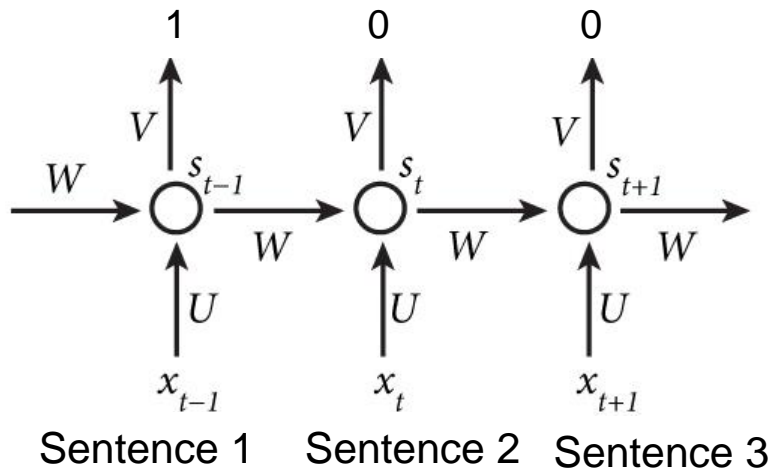 1 0 0
V V V
W s_{t-1} s_t s_{t+1}
W W W
U U U
x_{t-1} x_t x_{t+1}
Sentence 1 Sentence 2 Sentence 3